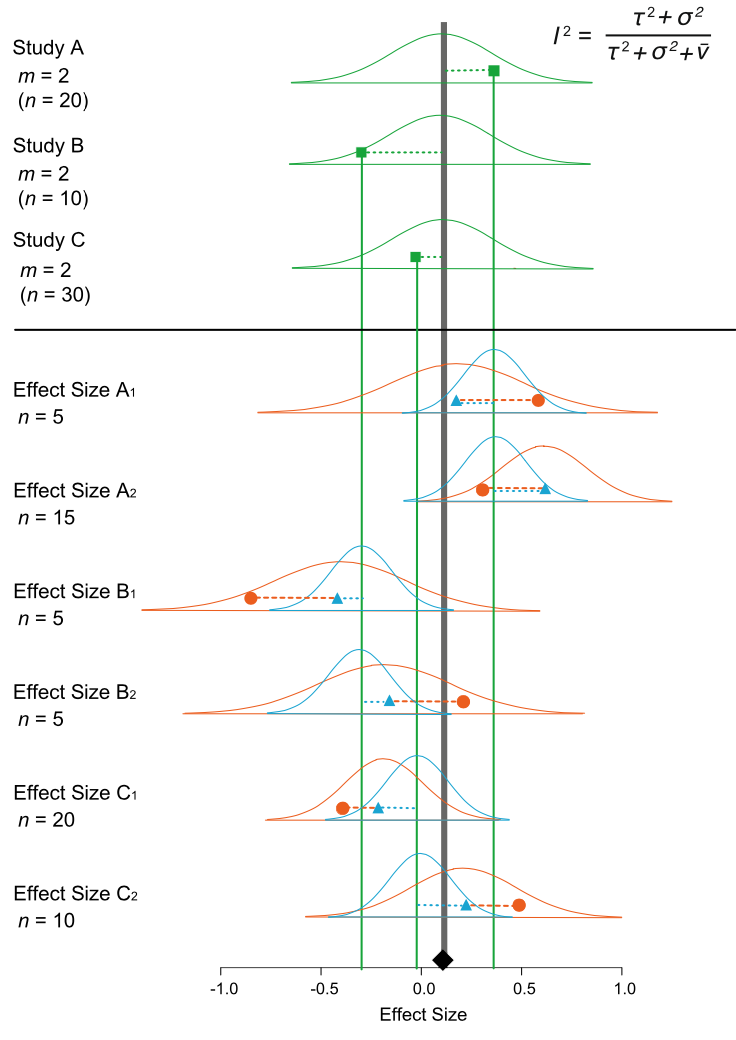 I² = τ² + σ² / τ² + σ² + v̄
Study A
m = 2
(n = 20)
Study B
m = 2
(n = 10)
Study C
m = 2
(n = 30)
Effect Size A₁
n = 5
Effect Size A₂
n = 15
Effect Size B₁
n = 5
Effect Size B₂
n = 5
Effect Size C₁
n = 20
Effect Size C₂
n = 10
-1.0 -0.5 0.0 0.5 1.0
Effect Size